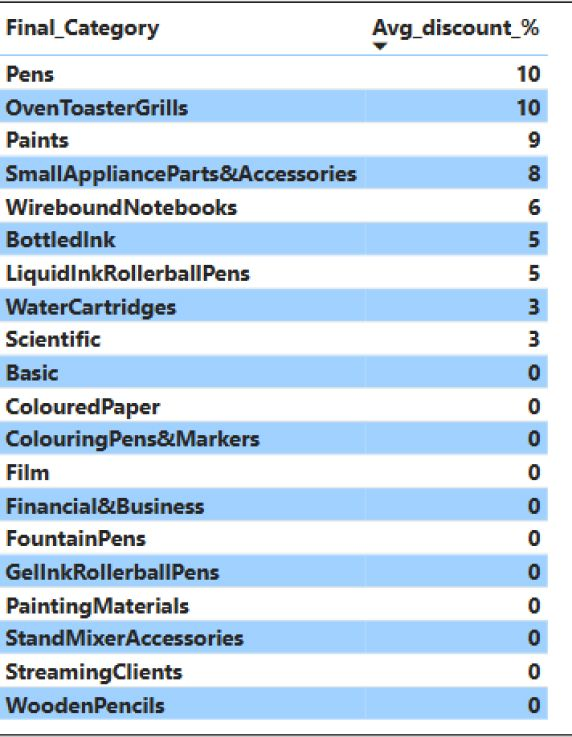 Final_Category Avg_discount_%
Pens 10
OvenToasterGrills 10
Paints 9
SmallApplianceParts&Accessories 8
WireboundNotebooks 6
BottledInk 5
LiquidInkRollerballPens 5
WaterCartridges 3
Scientific 3
Basic 0
ColouredPaper 0
ColouringPens&Markers 0
Film 0
Financial&Business 0
FountainPens 0
GelInkRollerballPens 0
PaintingMaterials 0
StandMixerAccessories 0
StreamingClients 0
WoodenPencils 0